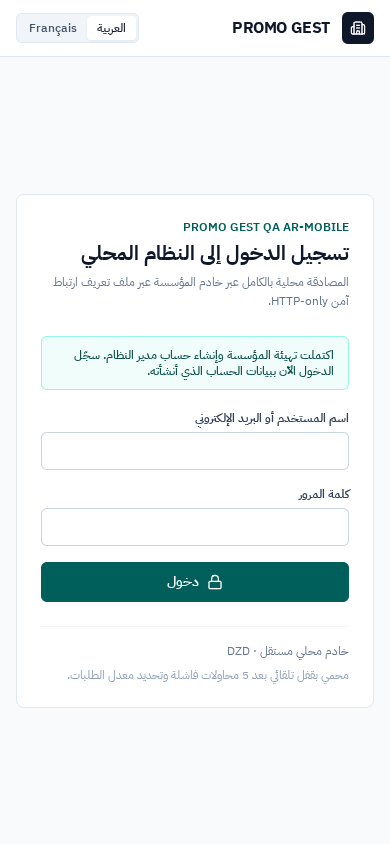 PROMO GEST
العربية
Français
PROMO GEST QA AR-MOBILE
تسجيل الدخول إلى النظام المحلي
المصادقة محلية بالكامل عبر خادم المؤسسة عبر ملف تعريف ارتباط
آمن HTTP-only.
اكتملت تهيئة المؤسسة وإنشاء حساب مدير النظام. سجّل
الدخول الآن ببيانات الحساب الذي أنشأته.
اسم المستخدم أو البريد الإلكتروني
كلمة المرور
دخول
خادم محلي مستقل · DZD
محمي بقفل تلقائي بعد 5 محاولات فاشلة وتحديد معدل الطلبات.